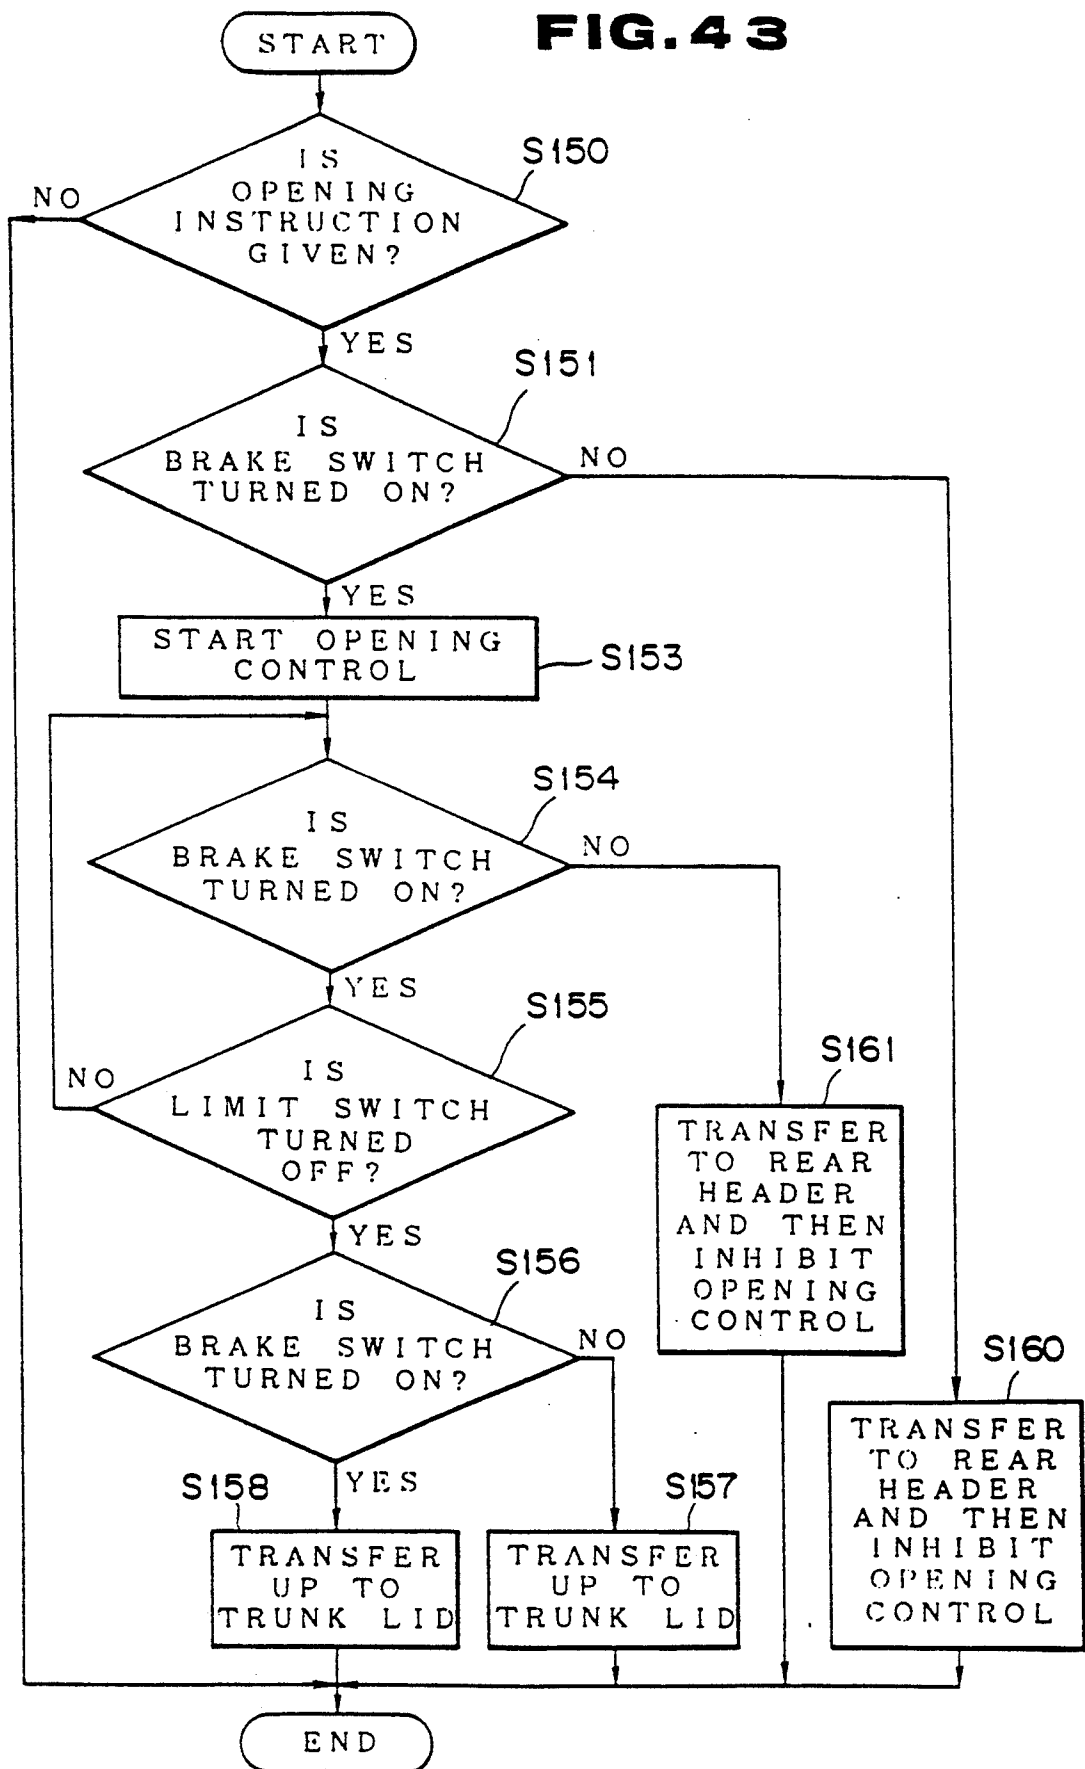 FIG.43
START
S150
IS
OPENING
INSTRUCTION
GIVEN?
NO
YES
S151
IS
BRAKE SWITCH
TURNED ON?
NO
YES
START OPENING
CONTROL
S153
S154
IS
BRAKE SWITCH
TURNED ON?
NO
YES
S155
IS
LIMIT SWITCH
TURNED
OFF?
NO
YES
S161
TRANSFER
TO REAR
HEADER
AND THEN
INHIBIT
OPENING
CONTROL
S156
IS
BRAKE SWITCH
TURNED ON?
NO
YES
S160
TRANSFER
TO REAR
HEADER
AND THEN
INHIBIT
OPENING
CONTROL
S158
TRANSFER
UP TO
TRUNK LID
S157
TRANSFER
UP TO
TRUNK LID
END